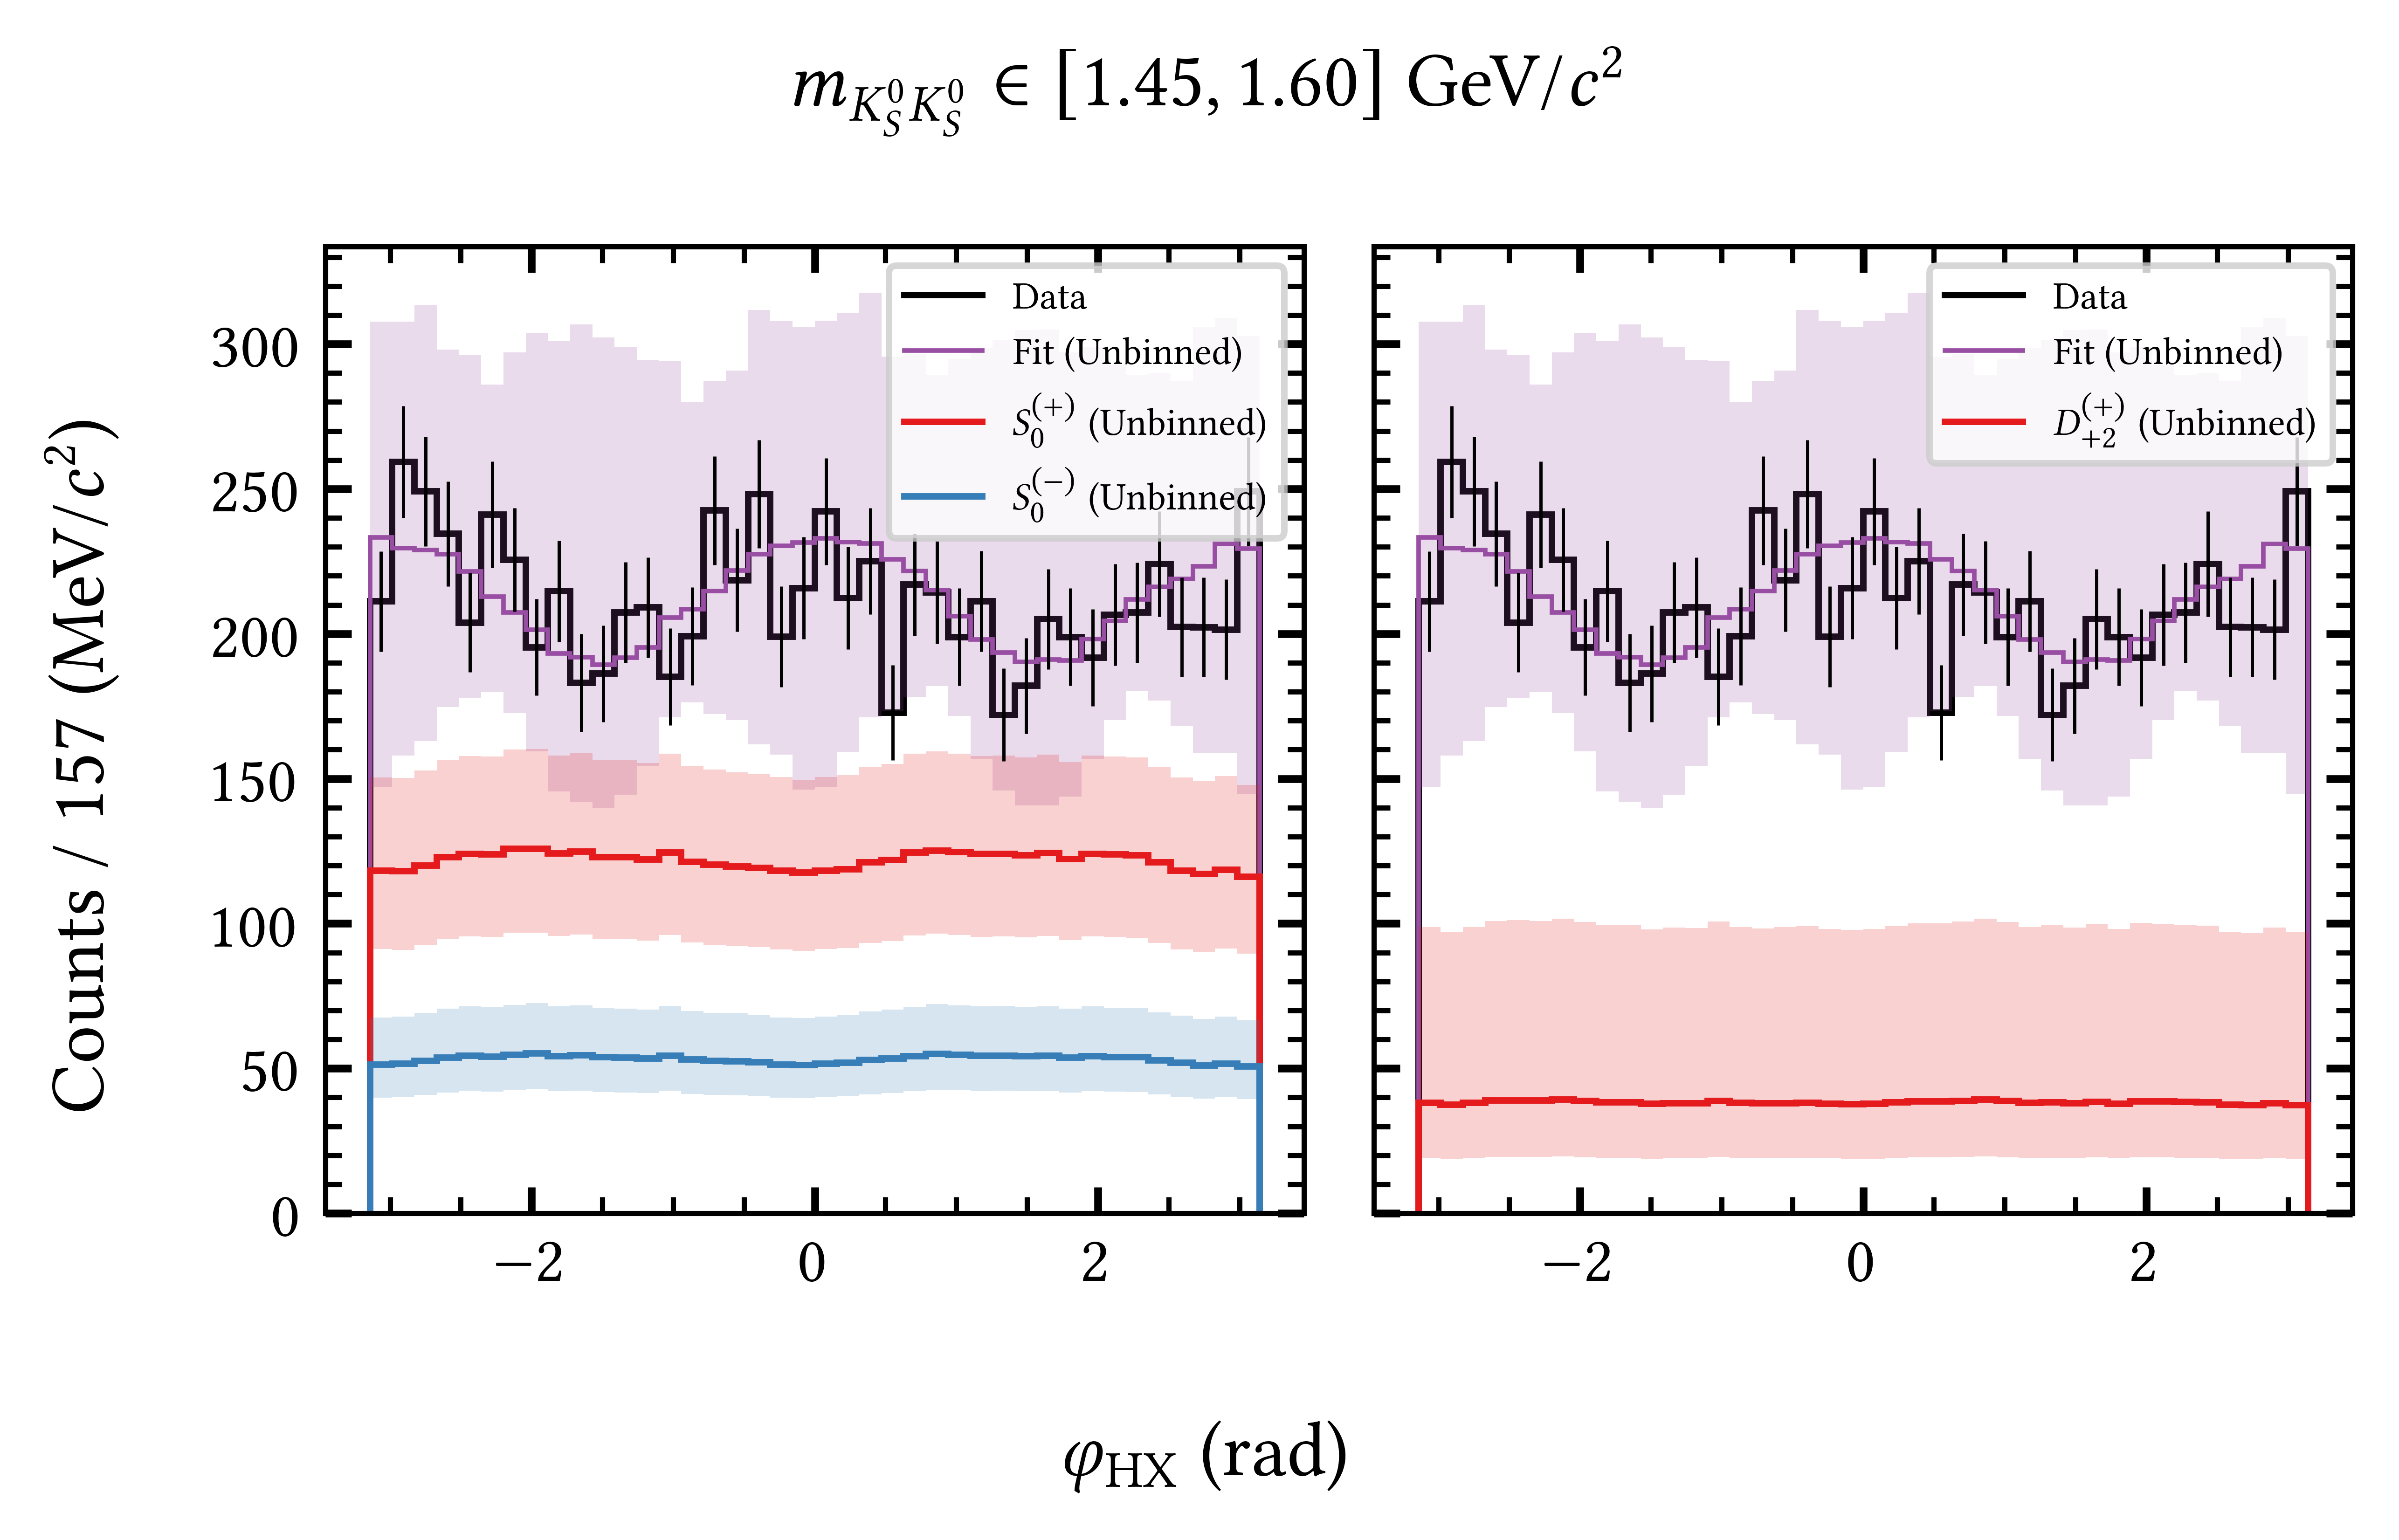 m_{K_S^0 K_S^0} ∈ [1.45, 1.60] GeV/c²
Counts / 157 (MeV/c²)
300
250
200
150
100
50
0
−2
0
2
Data
Fit (Unbinned)
S_0^{(+)} (Unbinned)
S_0^{(−)} (Unbinned)
−2
0
2
Data
Fit (Unbinned)
D_{+2}^{(+)} (Unbinned)
φ_{HX} (rad)